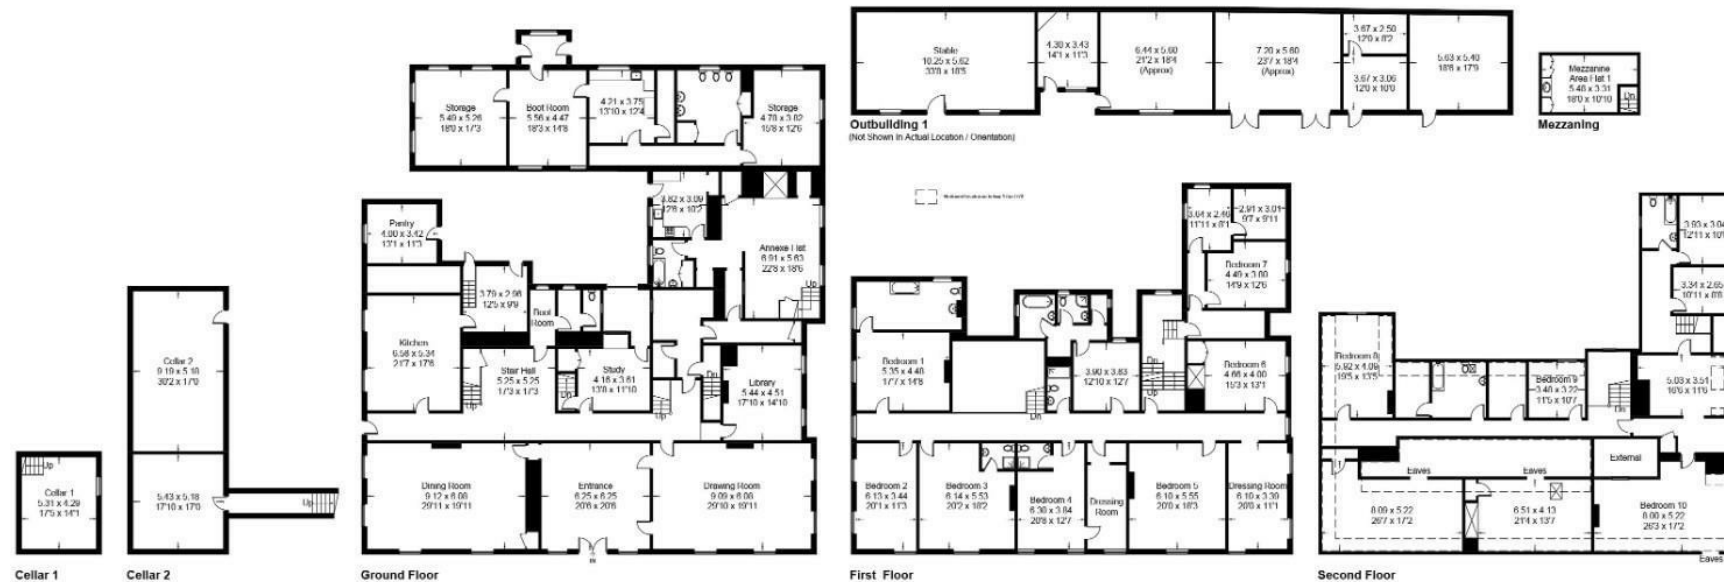 Cellar 1
5.31 x 4.29
17'5 x 14'1
Up
Cellar 1
Cellar 2
9.19 x 5.18
30'2 x 17'0
5.43 x 5.18
17'10 x 17'0
Up
Cellar 2
Storage
5.49 x 5.26
18'0 x 17'3
Boot Room
5.56 x 4.47
18'3 x 14'8
4.21 x 3.75
13'10 x 12'4
Storage
4.78 x 3.82
15'8 x 12'6
Pantry
4.00 x 3.42
13'1 x 11'3
3.82 x 3.09
12'6 x 10'2
Annexe Flat
6.91 x 5.63
22'8 x 18'6
Up
3.79 x 2.98
12'5 x 9'9
Boot
Room
Kitchen
6.58 x 5.34
21'7 x 17'6
Stair Hall
5.25 x 5.25
17'3 x 17'3
Up
Study
4.16 x 3.61
13'8 x 11'10
Dn
Up
Dn
Library
5.44 x 4.51
17'10 x 14'10
Dining Room
9.12 x 6.08
29'11 x 19'11
Entrance
6.25 x 6.25
20'6 x 20'6
Drawing Room
9.09 x 6.08
29'10 x 19'11
IN
Ground Floor
Stable
10.25 x 5.62
33'8 x 18'5
4.30 x 3.43
14'1 x 11'3
6.44 x 5.60
21'2 x 18'4
(Approx)
7.20 x 5.60
23'7 x 18'4
(Approx)
3.67 x 2.50
12'0 x 8'2
3.67 x 3.06
12'0 x 10'0
5.63 x 5.40
18'6 x 17'9
Outbuilding 1
(Not Shown In Actual Location / Orientation)
Mezzanine
Area Flat 1
5.48 x 3.31
18'0 x 10'10
Dn
Mezzaning
3.64 x 2.46
11'11 x 8'1
2.91 x 3.01
9'7 x 9'11
Bedroom 7
4.49 x 3.80
14'9 x 12'6
Bedroom 1
5.35 x 4.48
17'7 x 14'8
Dn
3.90 x 3.83
12'10 x 12'7
Dn
Up
Bedroom 6
4.66 x 4.00
15'3 x 13'1
Bedroom 2
6.13 x 3.44
20'1 x 11'3
Bedroom 3
6.14 x 5.53
20'2 x 18'2
Bedroom 4
6.30 x 3.84
20'8 x 12'7
Dressing
Room
Bedroom 5
6.10 x 5.55
20'0 x 18'3
Dressing Room
6.10 x 3.39
20'0 x 11'1
First Floor
3.93 x 3.04
3.34 x 2.65
10'11 x 8'8
Bedroom 8
5.92 x 4.09
19'5 x 13'5
Bedroom 9
3.48 x 3.22
11'5 x 10'7
Dn
5.03 x 3.51
16'6 x 11'6
Eaves
Eaves
External
8.09 x 5.22
26'7 x 17'2
6.51 x 4.13
21'4 x 13'7
Bedroom 10
8.00 x 5.22
26'3 x 17'2
Eaves
Second Floor